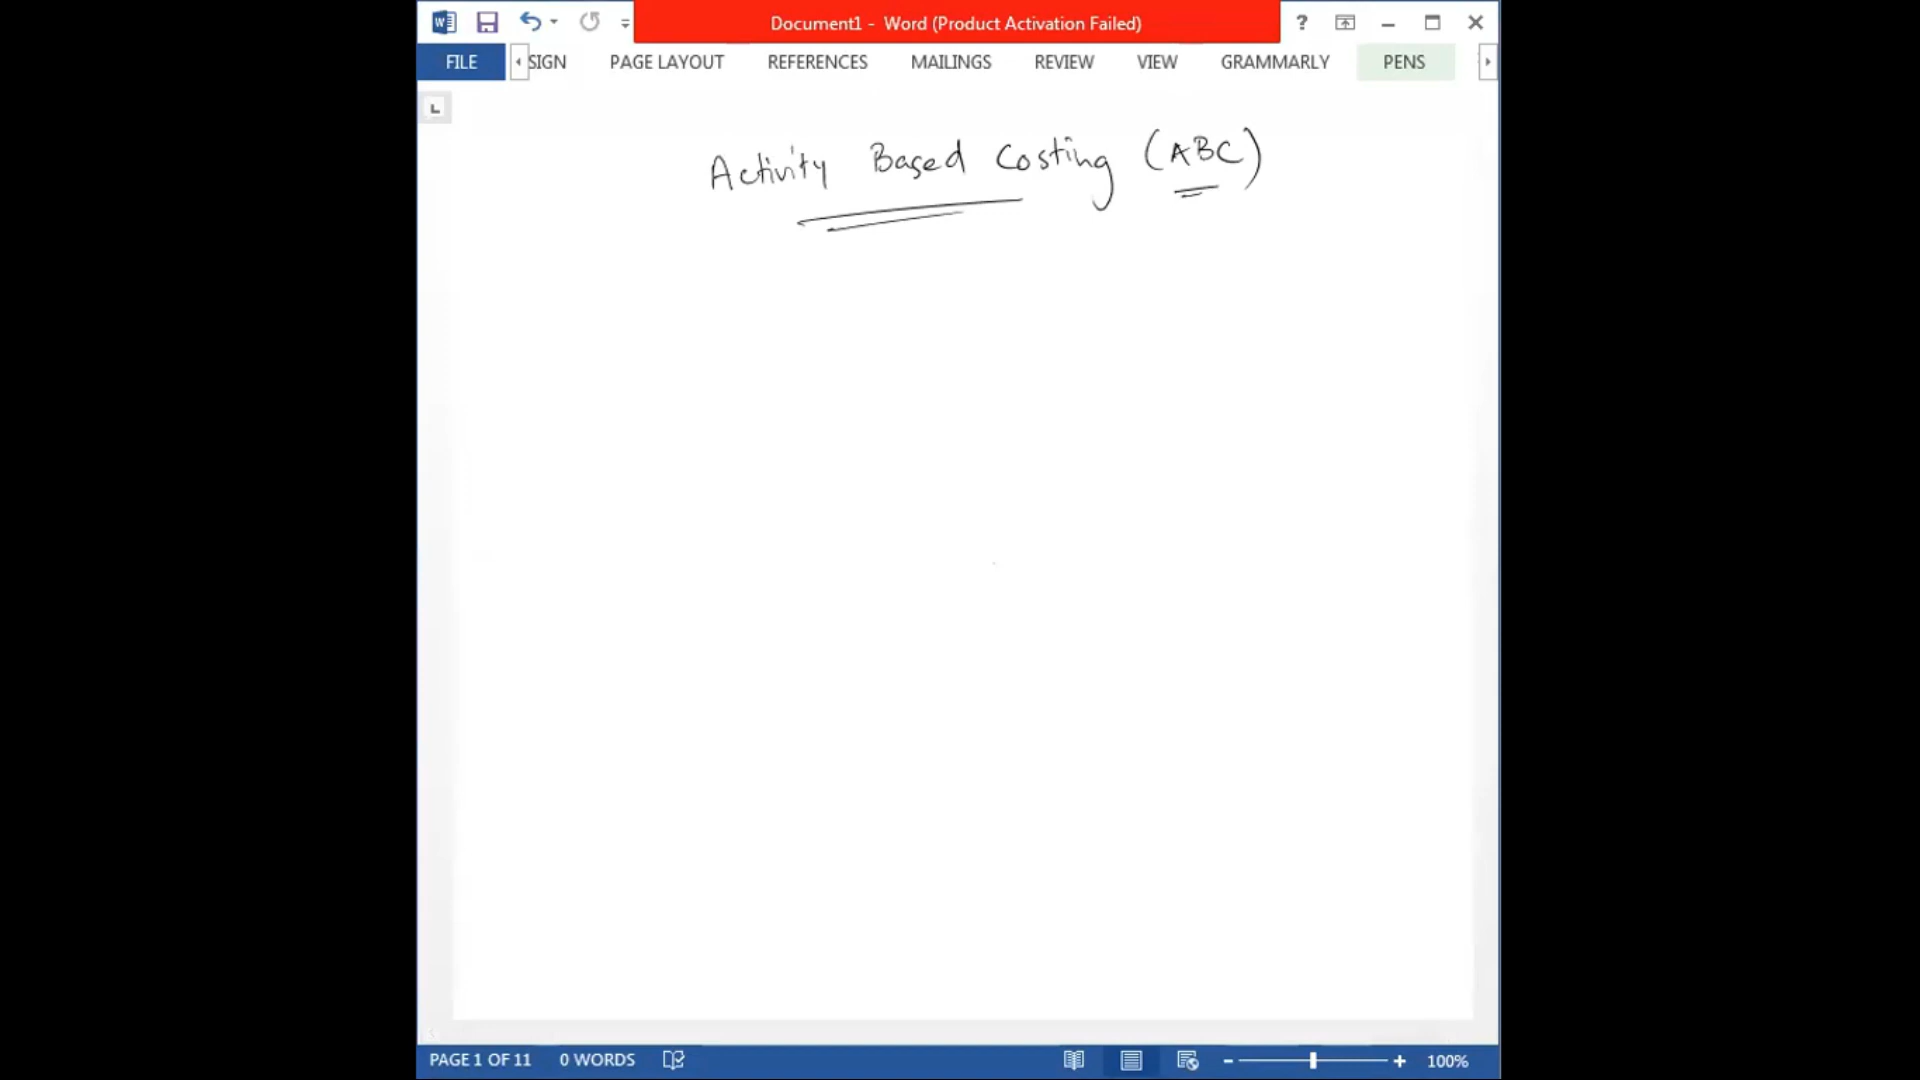 Document1 - Word (Product Activation Failed)
FILE SIGN PAGE LAYOUT REFERENCES MAILINGS REVIEW VIEW GRAMMARLY PENS
Activity Based Costing (ABC)
PAGE 1 OF 11 0 WORDS 100%